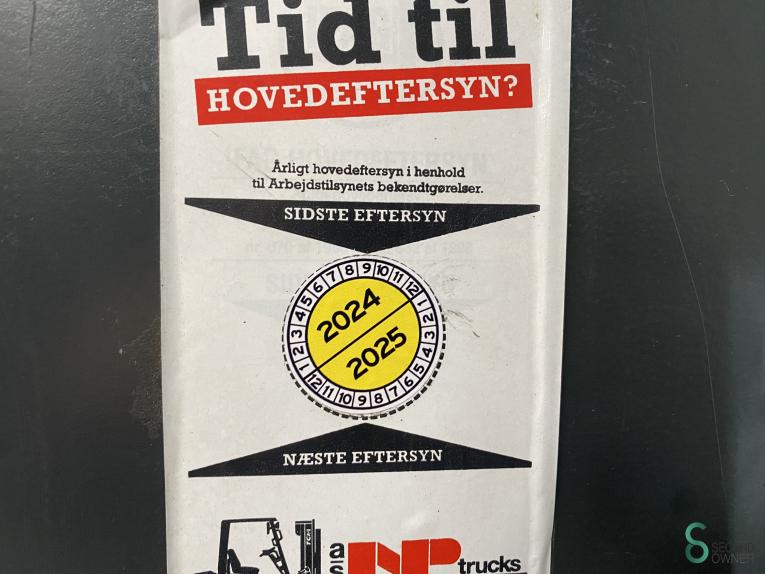 Tid til
HOVEDEFTERSYN?
Årligt hovedeftersyn i henhold
til Arbejdstilsynets bekendtgørelser.
SIDSTE EFTERSYN
1 2 3 4 5 6 7 8 9 10 11 12
2024
2025
1 2 3 4 5 6 7 8 9 10 11 12
NÆSTE EFTERSYN
trucks
SECOND
OWNER